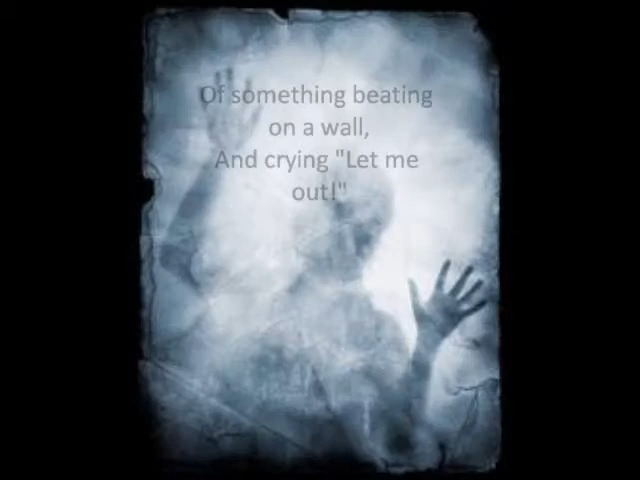 Of something beating
on a wall,
And crying "Let me
out!"